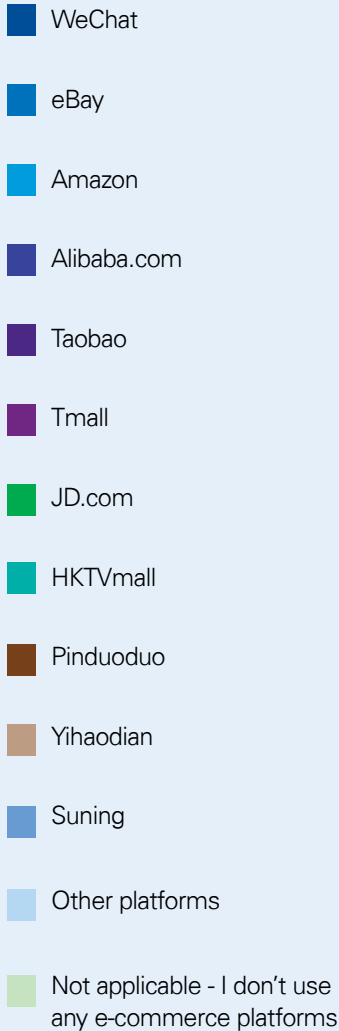 WeChat
eBay
Amazon
Alibaba.com
Taobao
Tmall
JD.com
HKTVmall
Pinduoduo
Yihaodian
Suning
Other platforms
Not applicable - I don’t use
any e-commerce platforms